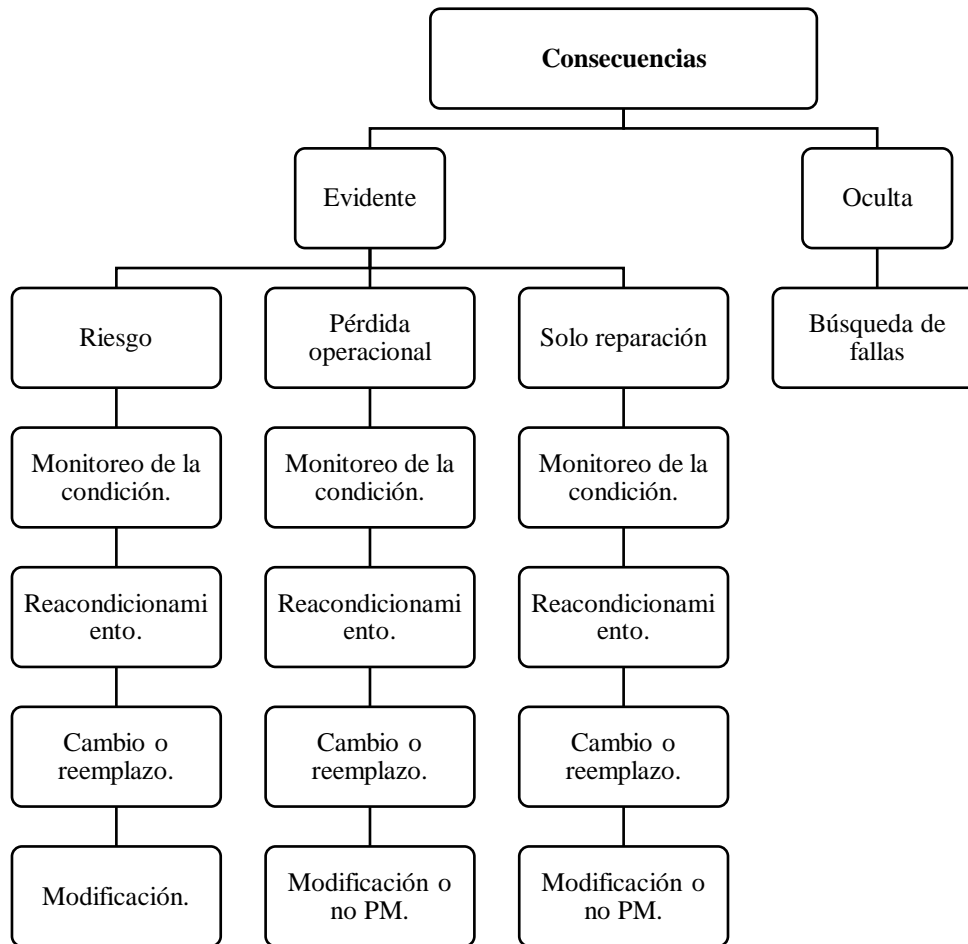 Consecuencias
Evidente
Oculta
Riesgo
Pérdida
operacional
Solo reparación
Búsqueda de
fallas
Monitoreo de la
condición.
Monitoreo de la
condición.
Monitoreo de la
condición.
Reacondicionami
ento.
Reacondicionami
ento.
Reacondicionami
ento.
Cambio o
reemplazo.
Cambio o
reemplazo.
Cambio o
reemplazo.
Modificación.
Modificación o
no PM.
Modificación o
no PM.